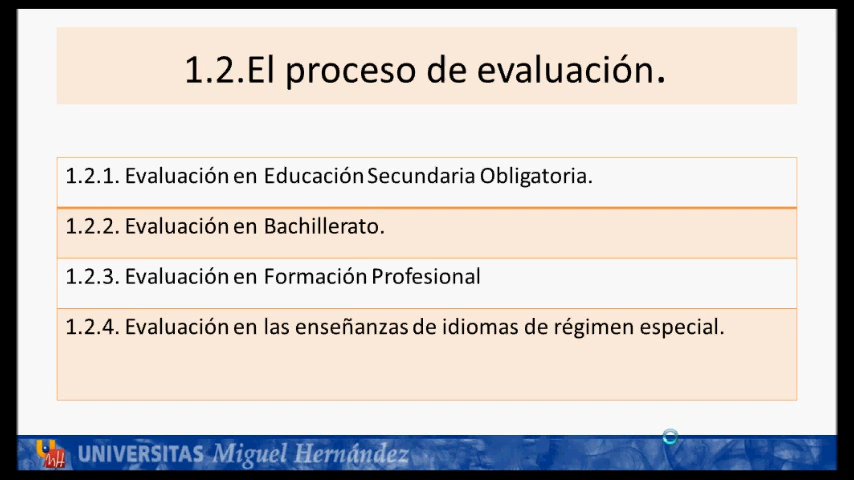 1.2.El proceso de evaluación.
1.2.1. Evaluación en Educación Secundaria Obligatoria.
1.2.2. Evaluación en Bachillerato.
1.2.3. Evaluación en Formación Profesional
1.2.4. Evaluación en las enseñanzas de idiomas de régimen especial.
UNIVERSITAS Miguel Hernández